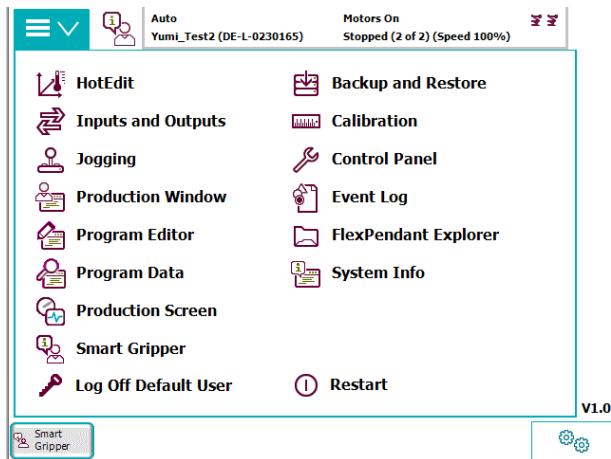 Auto
Yumi_Test2 (DE-L-0230165)
Motors On
Stopped (2 of 2) (Speed 100%)
HotEdit
Inputs and Outputs
Jogging
Production Window
Program Editor
Program Data
Production Screen
Smart Gripper
Log Off Default User
Backup and Restore
Calibration
Control Panel
Event Log
FlexPendant Explorer
System Info
Restart
V1.0
Smart
Gripper